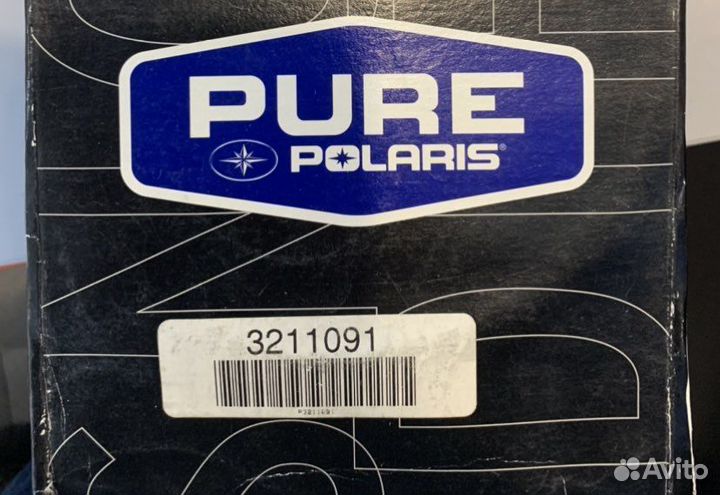 PURE
POLARIS®
3211091
P3211091
Avito